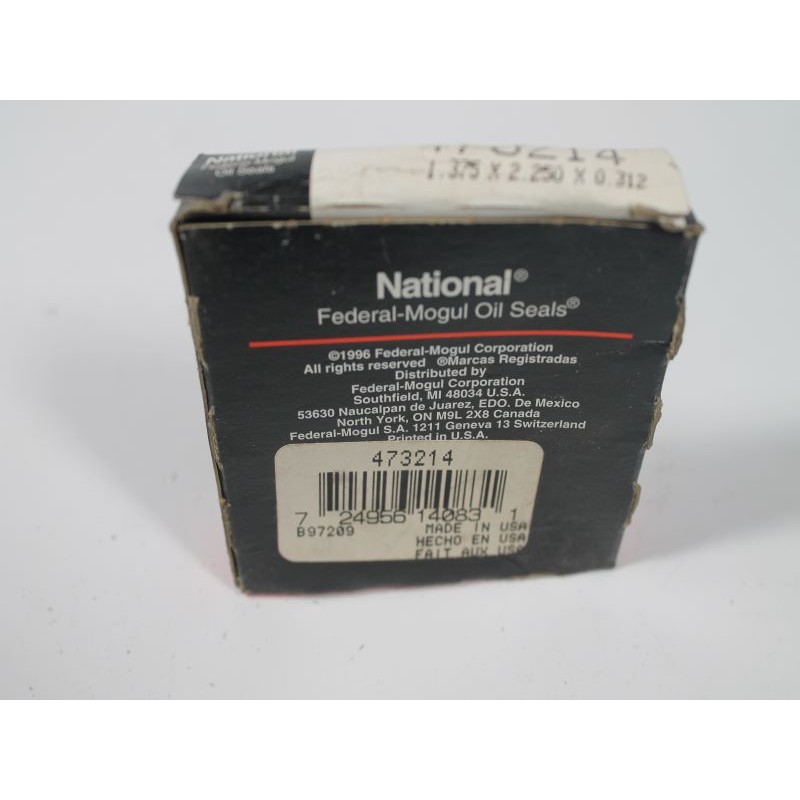 National
Federal-Mogul
Oil Seals
473214
1.375 X 2.250 X 0.312
National®
Federal-Mogul Oil Seals®
©1996 Federal-Mogul Corporation
All rights reserved ®Marcas Registradas
Distributed by
Federal-Mogul Corporation
Southfield, MI 48034 U.S.A.
53630 Naucalpan de Juarez, EDO. De Mexico
North York, ON M9L 2X8 Canada
Federal-Mogul S.A. 1211 Geneva 13 Switzerland
Printed in U.S.A.
473214
7 24956 14083 1
B97209
MADE IN USA
HECHO EN USA
FAIT AUX USA